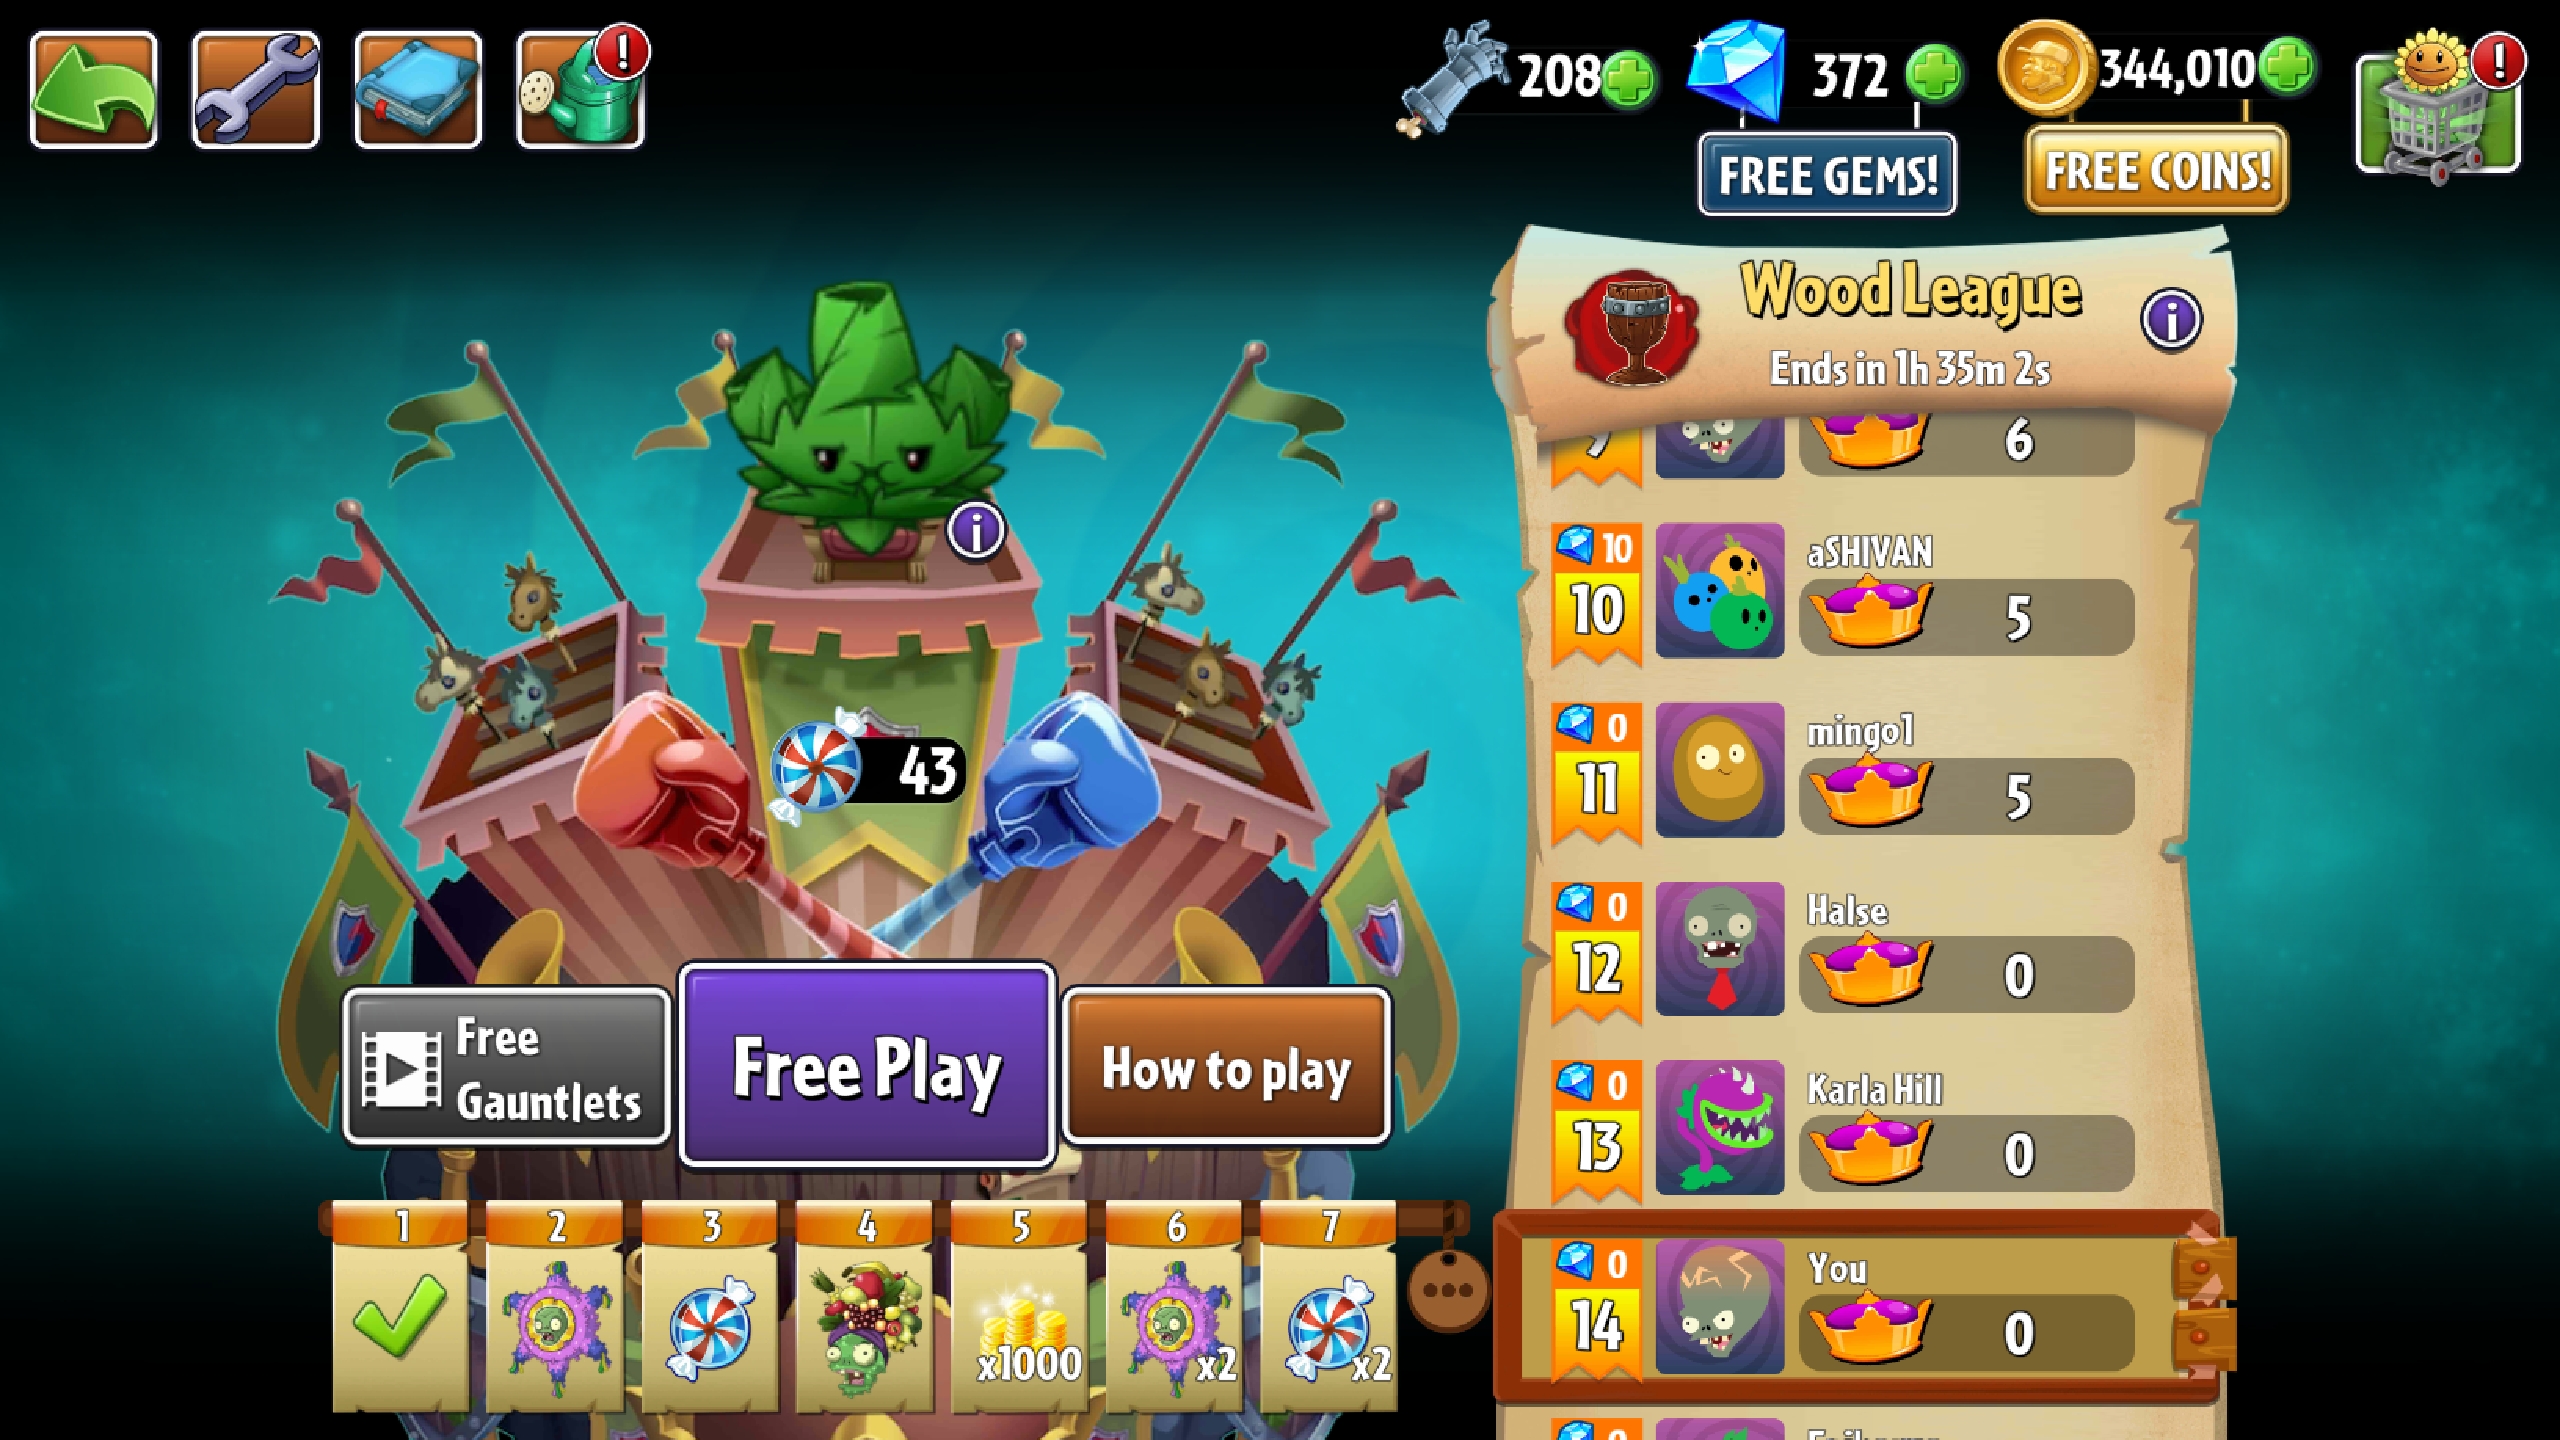 208
372
344,010
FREE GEMS!
FREE COINS!
Wood League
Ends in 1h 35m 2s
6
10
10
aSHIVAN
5
0
11
mingo1
5
0
12
Halse
0
0
13
Karla Hill
0
0
14
You
0
43
Free
Gauntlets
Free Play
How to play
1
2
3
4
5
6
7
x1000
x2
x2